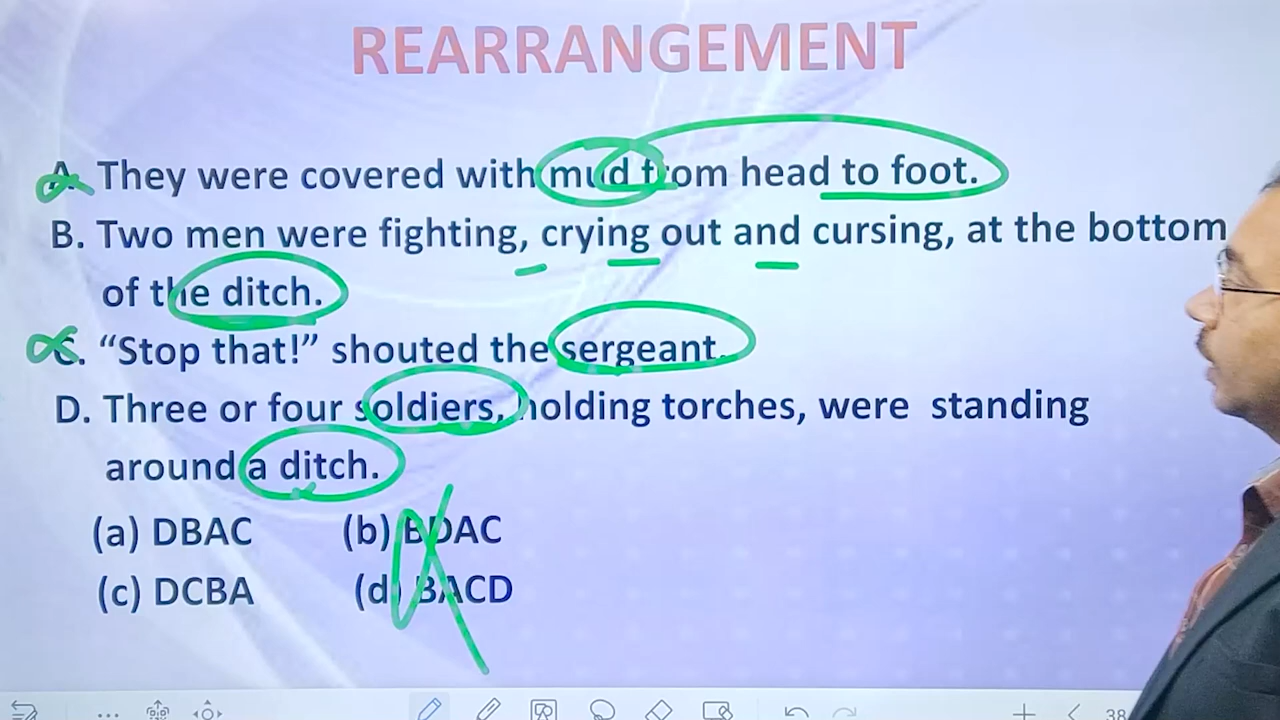 REARRANGEMENT
A. They were covered with mud from head to foot.
B. Two men were fighting, crying out and cursing, at the bottom
of the ditch.
C. “Stop that!” shouted the sergeant.
D. Three or four soldiers, holding torches, were standing
around a ditch.
(a) DBAC (b) BDAC
(c) DCBA (d) BACD
38